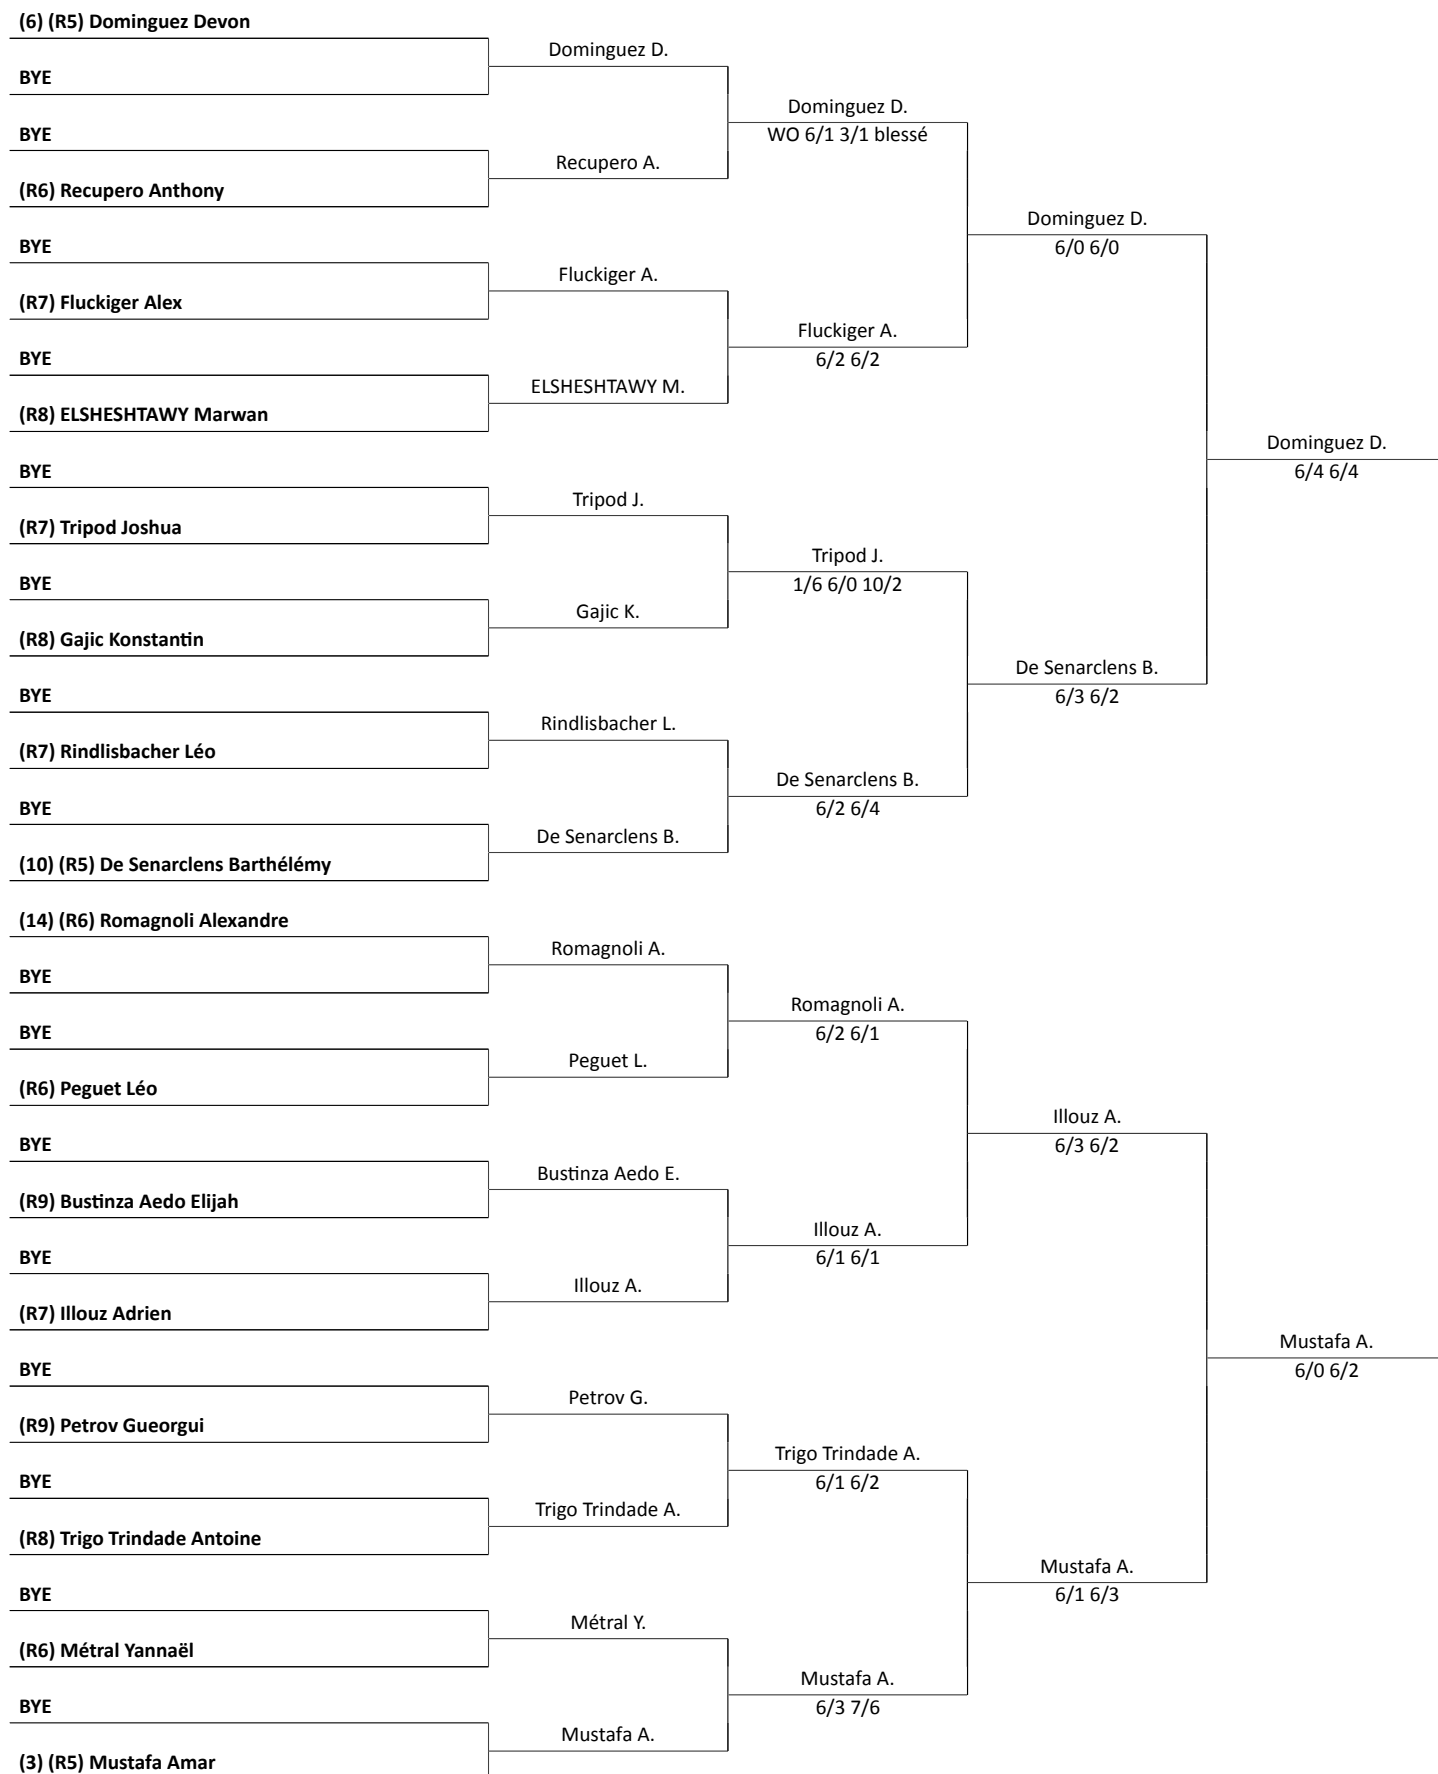 (6) (R5) Dominguez Devon
Dominguez D.
BYE
Dominguez D.
BYE
WO 6/1 3/1 blessé
Recupero A.
(R6) Recupero Anthony
Dominguez D.
BYE
6/0 6/0
Fluckiger A.
(R7) Fluckiger Alex
Fluckiger A.
BYE
6/2 6/2
ELSHESHTAWY M.
(R8) ELSHESHTAWY Marwan
Dominguez D.
BYE
6/4 6/4
Tripod J.
(R7) Tripod Joshua
Tripod J.
BYE
1/6 6/0 10/2
Gajic K.
(R8) Gajic Konstantin
De Senarclens B.
BYE
6/3 6/2
Rindlisbacher L.
(R7) Rindlisbacher Léo
De Senarclens B.
BYE
6/2 6/4
De Senarclens B.
(10) (R5) De Senarclens Barthélémy
(14) (R6) Romagnoli Alexandre
Romagnoli A.
BYE
Romagnoli A.
BYE
6/2 6/1
Peguet L.
(R6) Peguet Léo
Illouz A.
BYE
6/3 6/2
Bustinza Aedo E.
(R9) Bustinza Aedo Elijah
Illouz A.
BYE
6/1 6/1
Illouz A.
(R7) Illouz Adrien
Mustafa A.
BYE
6/0 6/2
Petrov G.
(R9) Petrov Gueorgui
Trigo Trindade A.
BYE
6/1 6/2
Trigo Trindade A.
(R8) Trigo Trindade Antoine
Mustafa A.
BYE
6/1 6/3
Métral Y.
(R6) Métral Yannaël
Mustafa A.
BYE
6/3 7/6
Mustafa A.
(3) (R5) Mustafa Amar